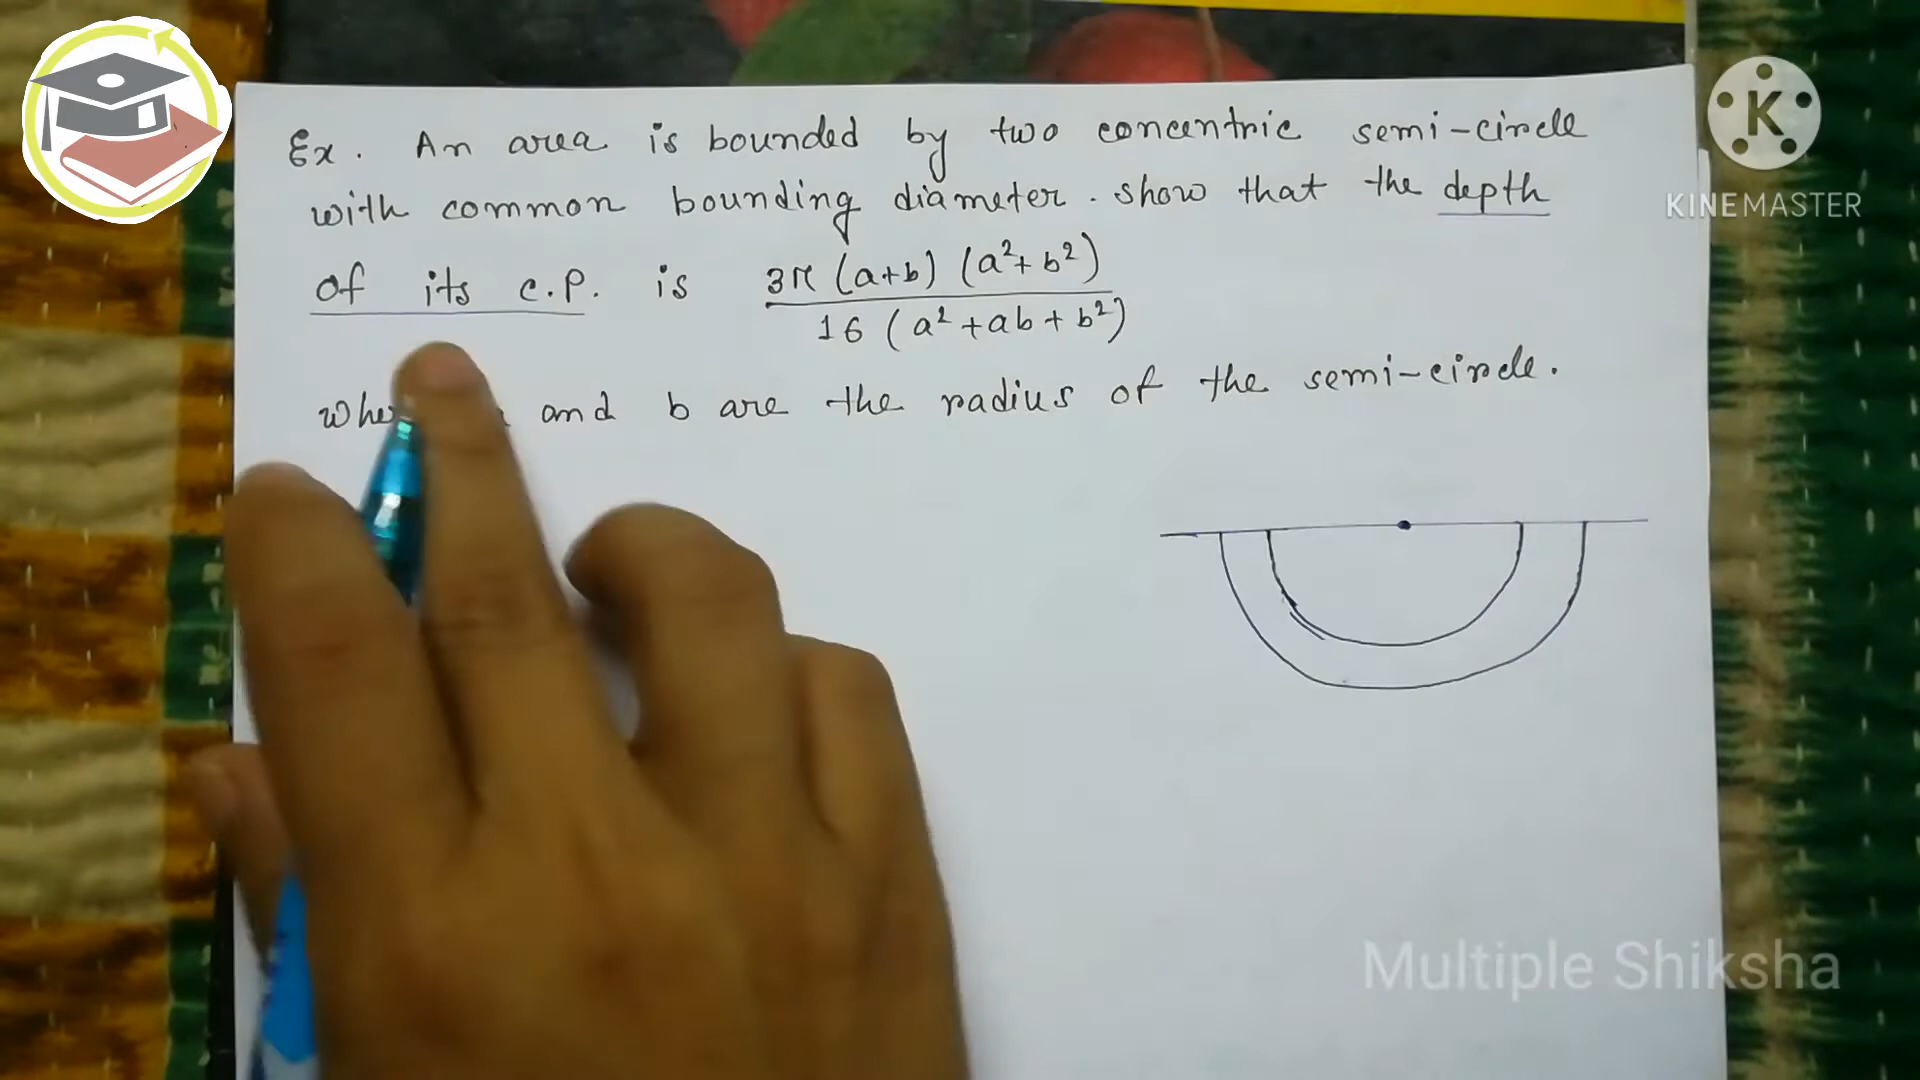 Ex. An area is bounded by two concentric semi-circle
with common bounding diameter. show that the depth
of its c.p. is 3π (a+b) (a²+b²) / 16 (a²+ab+b²)
and b are the radius of the semi-circle.
K
KINEMASTER
Multiple Shiksha